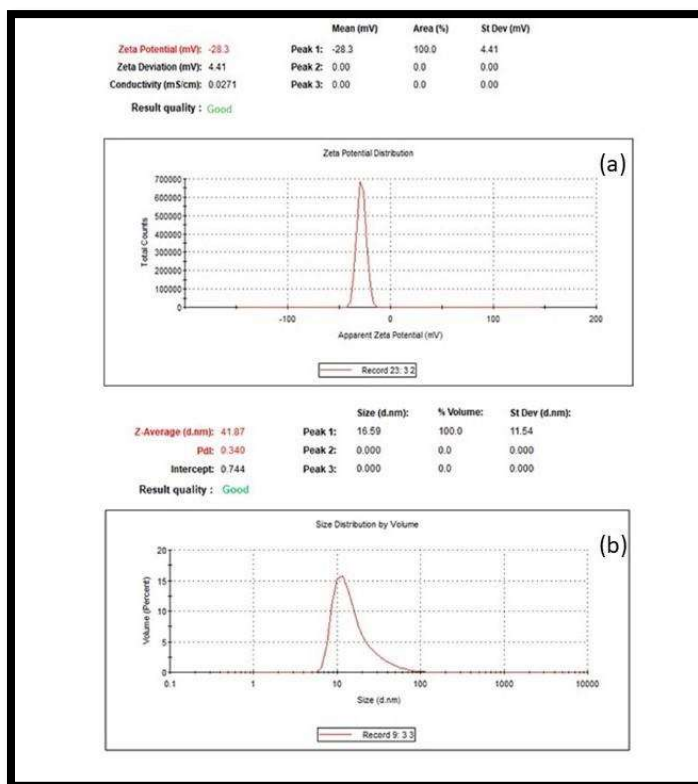 Mean (mV) Area (%) St Dev (mV)
Zeta Potential (mV): -28.3 Peak 1: -28.3 100.0 4.41
Zeta Deviation (mV): 4.41 Peak 2: 0.00 0.0 0.00
Conductivity (mS/cm): 0.0271 Peak 3: 0.00 0.0 0.00
Result quality : Good
Zeta Potential Distribution
(a)
700000
600000
500000
400000
300000
200000
100000
0
Total Counts
-100 0 100 200
Apparent Zeta Potential (mV)
Record 23: 3 2
Size (d.nm): % Volume: St Dev (d.nm):
Z-Average (d.nm): 41.87 Peak 1: 16.59 100.0 11.54
PdI: 0.340 Peak 2: 0.000 0.0 0.000
Intercept: 0.744 Peak 3: 0.000 0.0 0.000
Result quality : Good
Size Distribution by Volume
(b)
20
15
10
5
0
Volume (Percent)
0.1 1 10 100 1000 10000
Size (d.nm)
Record 9: 3 3